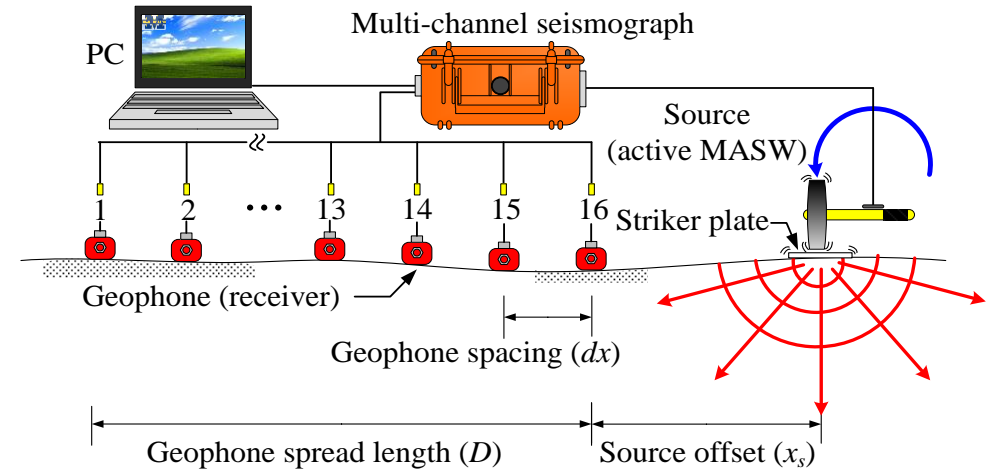 Multi-channel seismograph
PC
Source
(active MASW)
1
2
•••
13
14
15
16
Striker plate
Geophone (receiver)
Geophone spacing (dx)
Geophone spread length (D)
Source offset (xₛ)